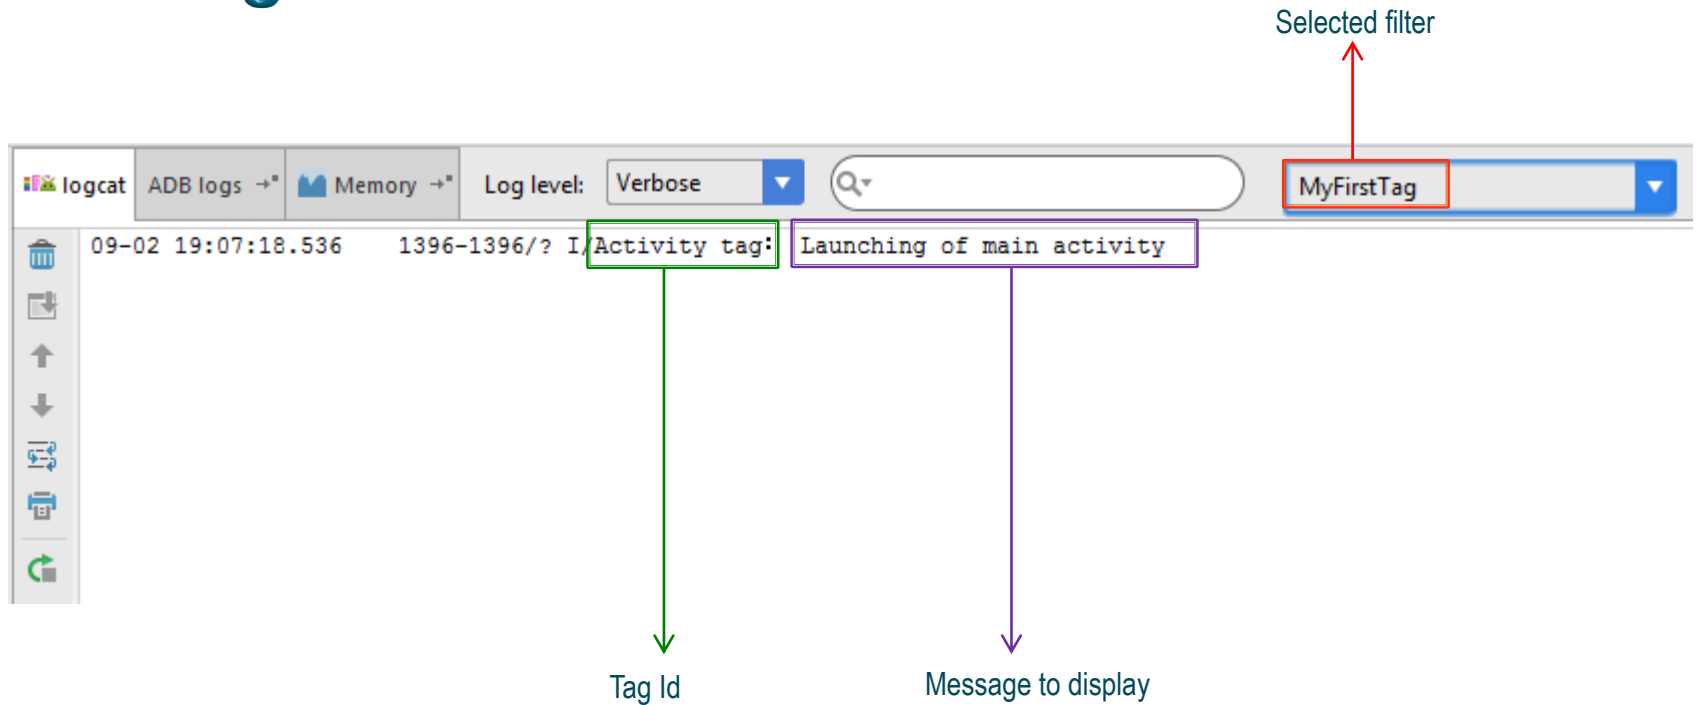 Selected filter
logcat ADB logs Memory Log level: Verbose MyFirstTag
09-02 19:07:18.536 1396-1396/? I/Activity tag: Launching of main activity
Tag Id Message to display